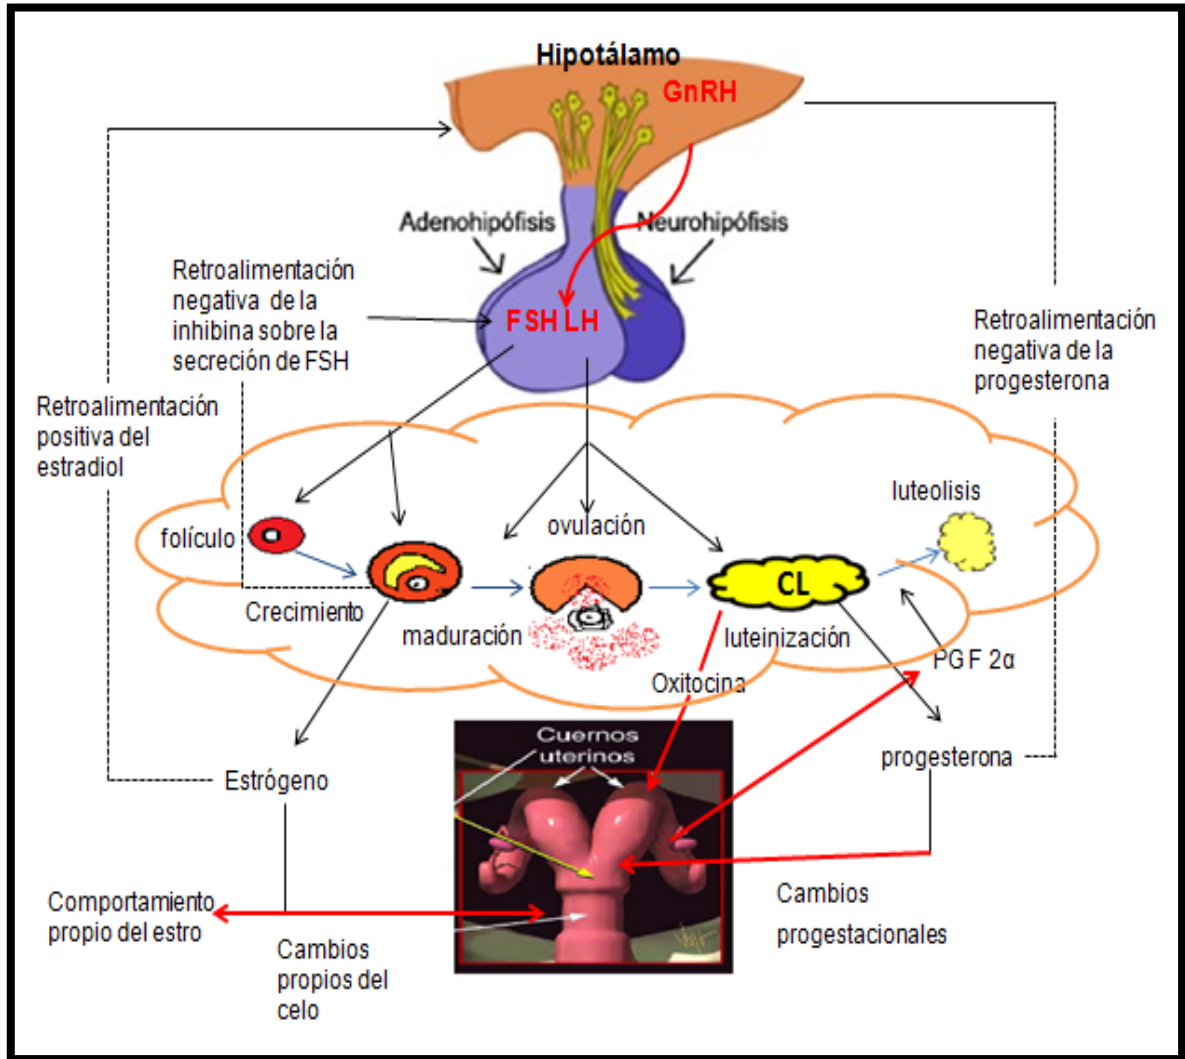 Hipotálamo
GnRH
Adenohipófisis
Neurohipófisis
Retroalimentación
negativa de la
inhibina sobre la
secreción de FSH
FSH LH
Retroalimentación
negativa de la
progesterona
Retroalimentación
positiva del
estradiol
luteolisis
folículo
ovulación
CL
Crecimiento
maduración
luteinización
Oxitocina
PGF 2α
Cuernos
uterinos
progesterona
Estrógeno
Comportamiento
propio del estro
Cambios
propios del
celo
Cambios
progestacionales